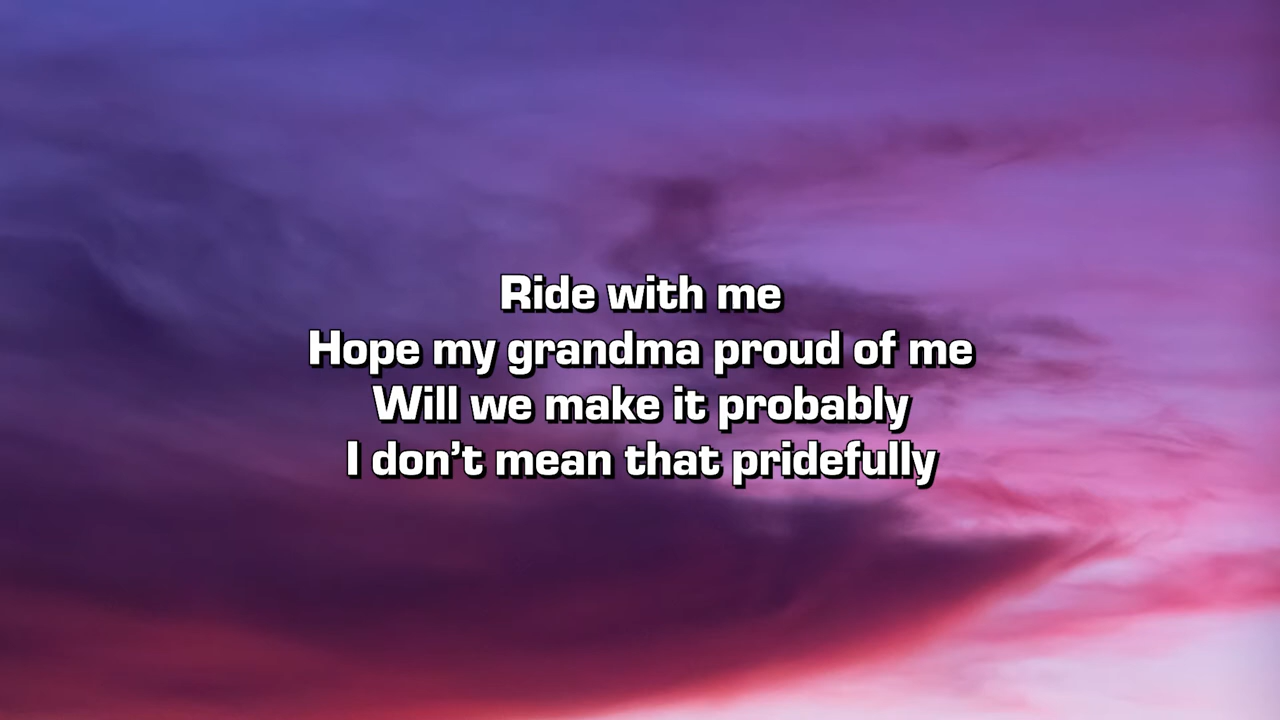 Ride with me
Hope my grandma proud of me
Will we make it probably
I don’t mean that pridefully